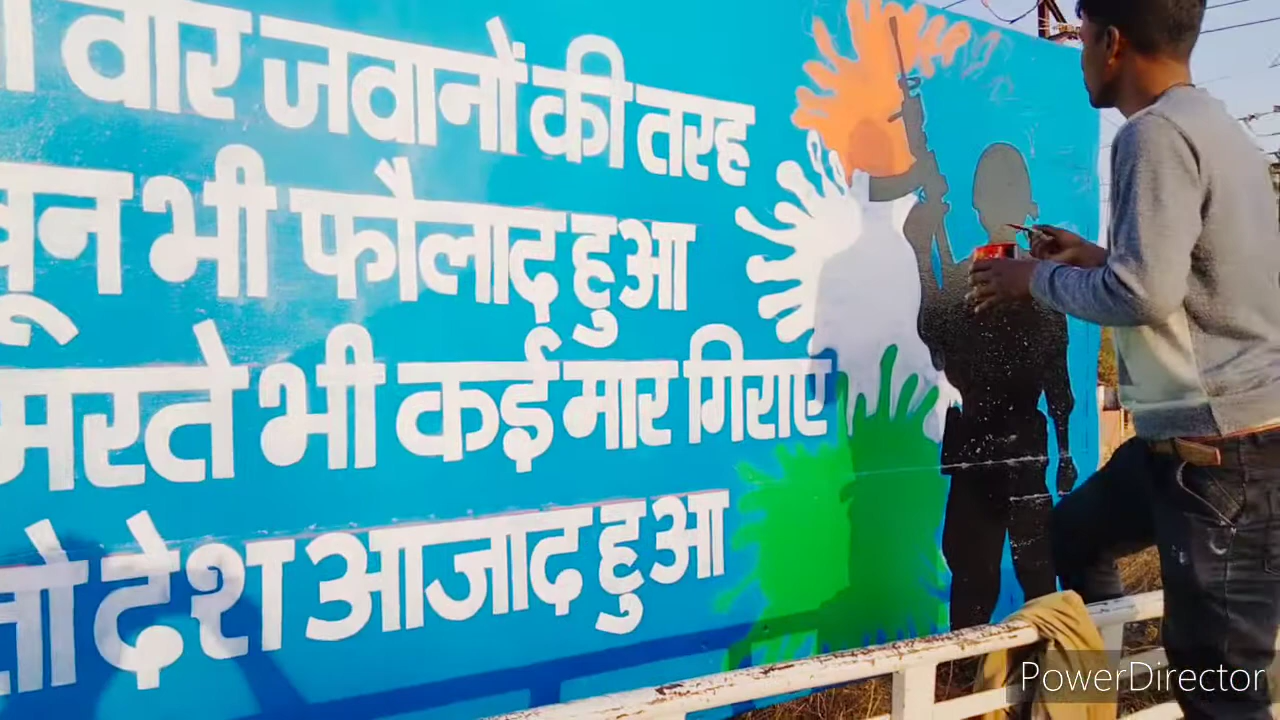 वार जवानों की तरह
खून भी फौलाद हुआ
मरते भी कई मार गिराए
तो देश आजाद हुआ
PowerDirector